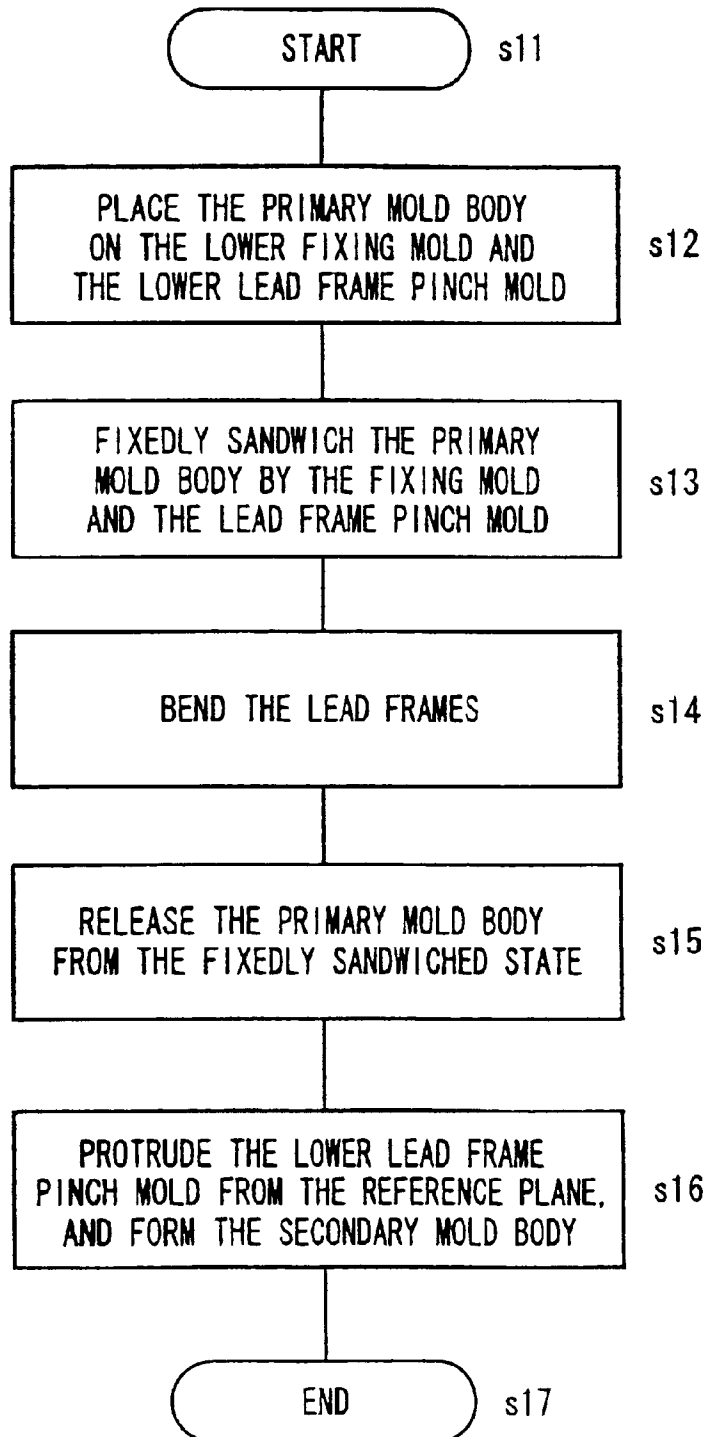 START s11
PLACE THE PRIMARY MOLD BODY
ON THE LOWER FIXING MOLD AND
THE LOWER LEAD FRAME PINCH MOLD
s12
FIXEDLY SANDWICH THE PRIMARY
MOLD BODY BY THE FIXING MOLD
AND THE LEAD FRAME PINCH MOLD
s13
BEND THE LEAD FRAMES s14
RELEASE THE PRIMARY MOLD BODY
FROM THE FIXEDLY SANDWICHED STATE
s15
PROTRUDE THE LOWER LEAD FRAME
PINCH MOLD FROM THE REFERENCE PLANE,
AND FORM THE SECONDARY MOLD BODY
s16
END s17